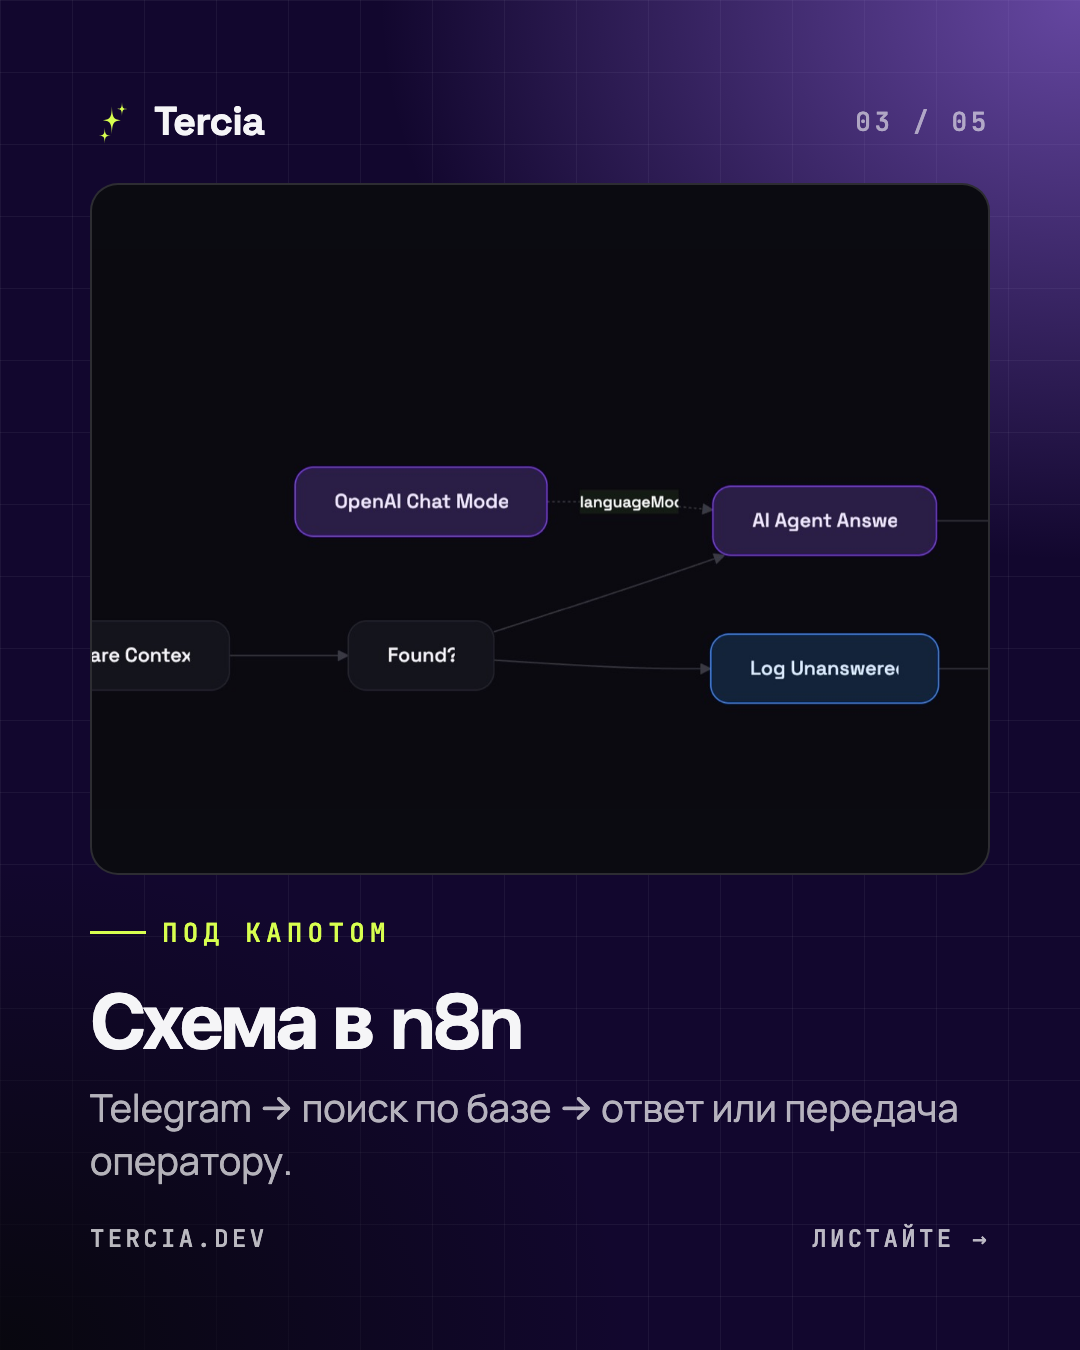 Tercia
03 / 05
OpenAI Chat Mode
languageMoc
AI Agent Answe
are Contex
Found?
Log Unanswere
ПОД КАПОТОМ
Схема в n8n
Telegram → поиск по базе → ответ или передача
оператору.
TERCIA.DEV
ЛИСТАЙТЕ →